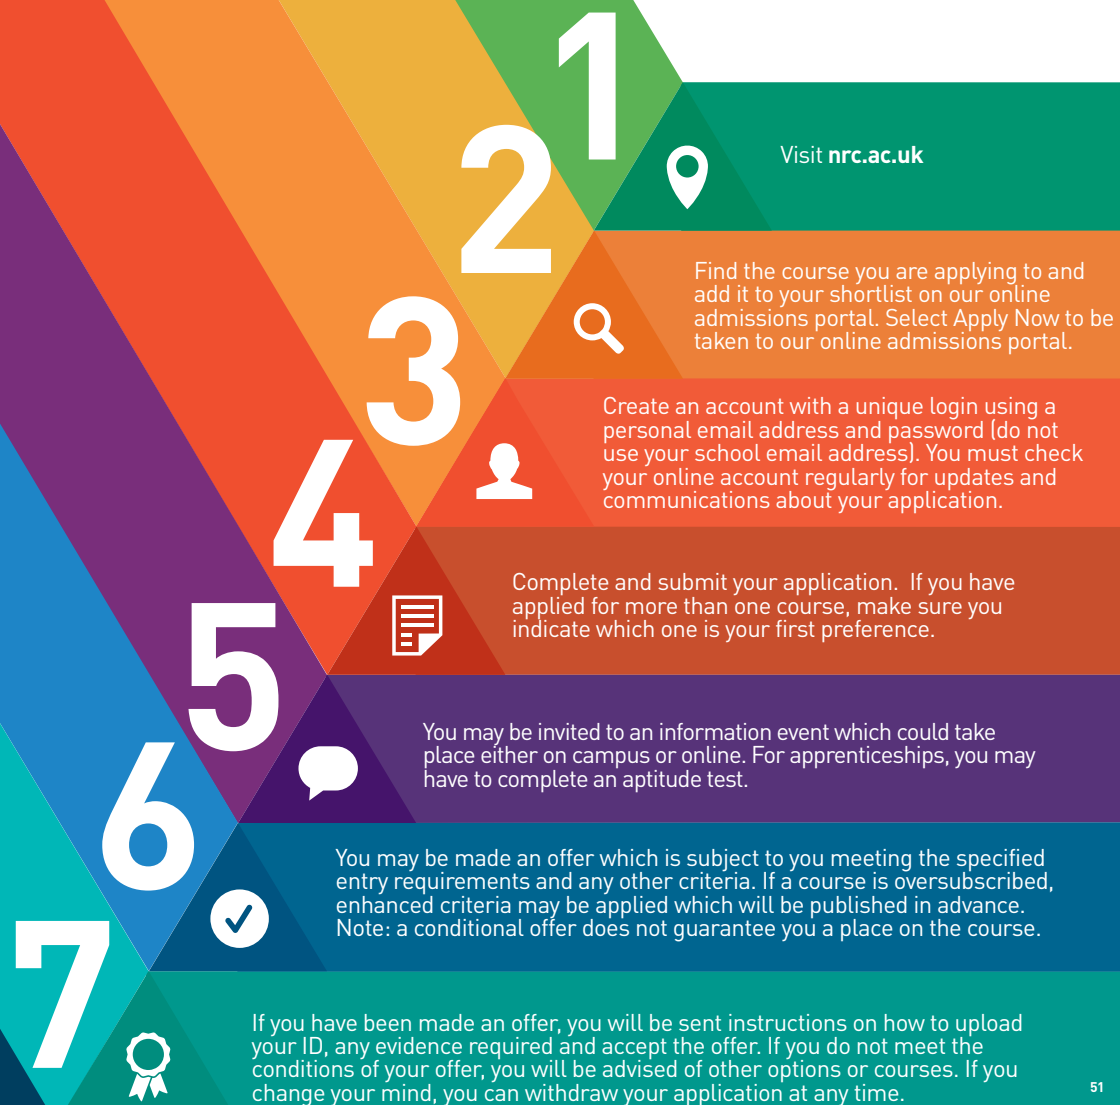 1
Visit nrc.ac.uk
2
Find the course you are applying to and
add it to your shortlist on our online
admissions portal. Select Apply Now to be
taken to our online admissions portal.
3
Create an account with a unique login using a
personal email address and password (do not
use your school email address). You must check
your online account regularly for updates and
communications about your application.
4
Complete and submit your application.  If you have
applied for more than one course, make sure you
indicate which one is your first preference.
5
You may be invited to an information event which could take
place either on campus or online. For apprenticeships, you may
have to complete an aptitude test.
6
You may be made an offer which is subject to you meeting the specified
entry requirements and any other criteria. If a course is oversubscribed,
enhanced criteria may be applied which will be published in advance.
Note: a conditional offer does not guarantee you a place on the course.
7
If you have been made an offer, you will be sent instructions on how to upload
your ID, any evidence required and accept the offer. If you do not meet the
conditions of your offer, you will be advised of other options or courses. If you
change your mind, you can withdraw your application at any time.
51